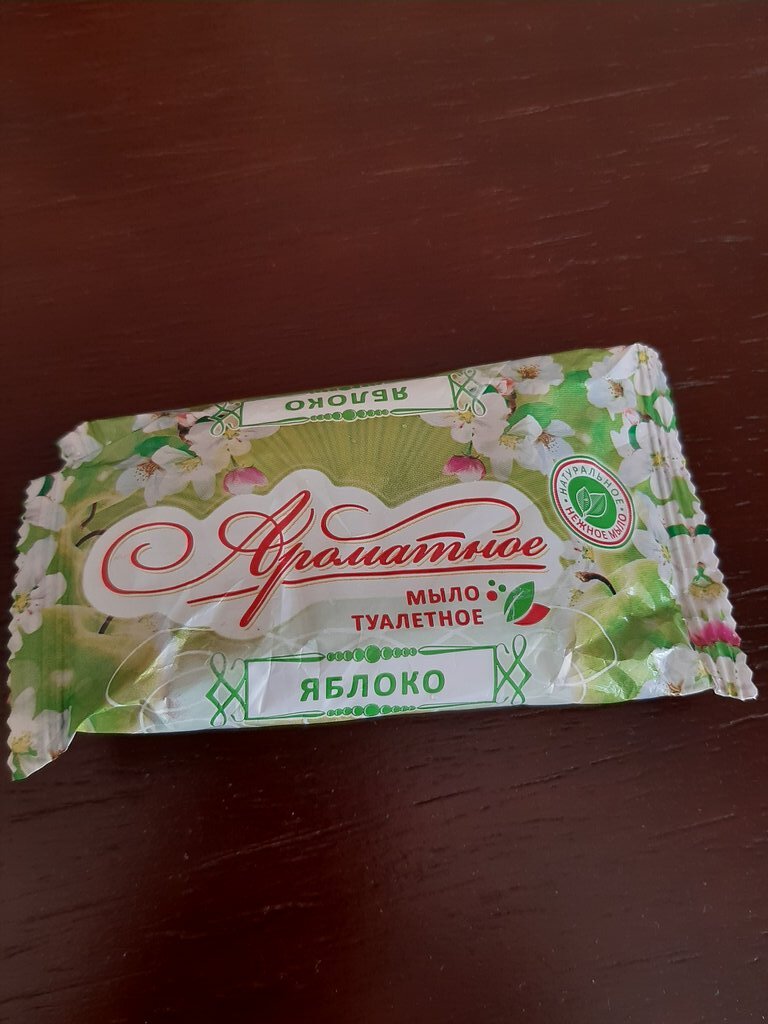 ЯБЛОКО
НАТУРАЛЬНОЕ
НЕЖНОЕ МЫЛО
Ароматное
МЫЛО
ТУАЛЕТНОЕ
ЯБЛОКО